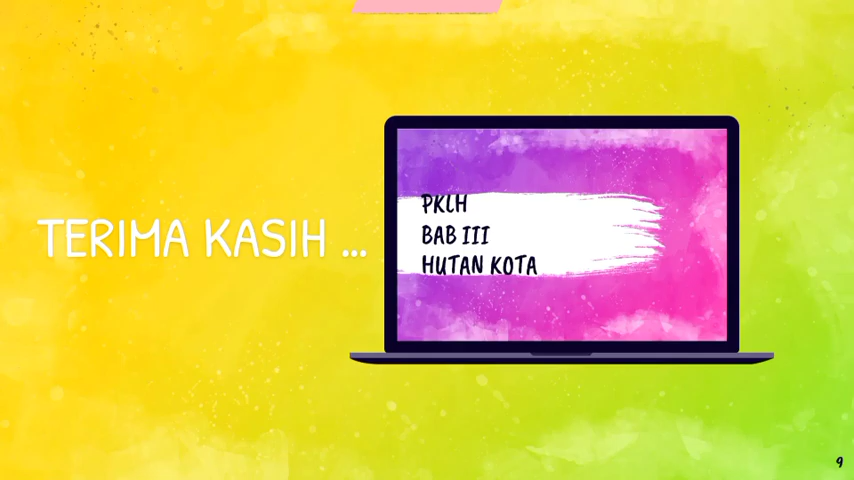 TERIMA KASIH ...
PKLH
BAB III
HUTAN KOTA
9